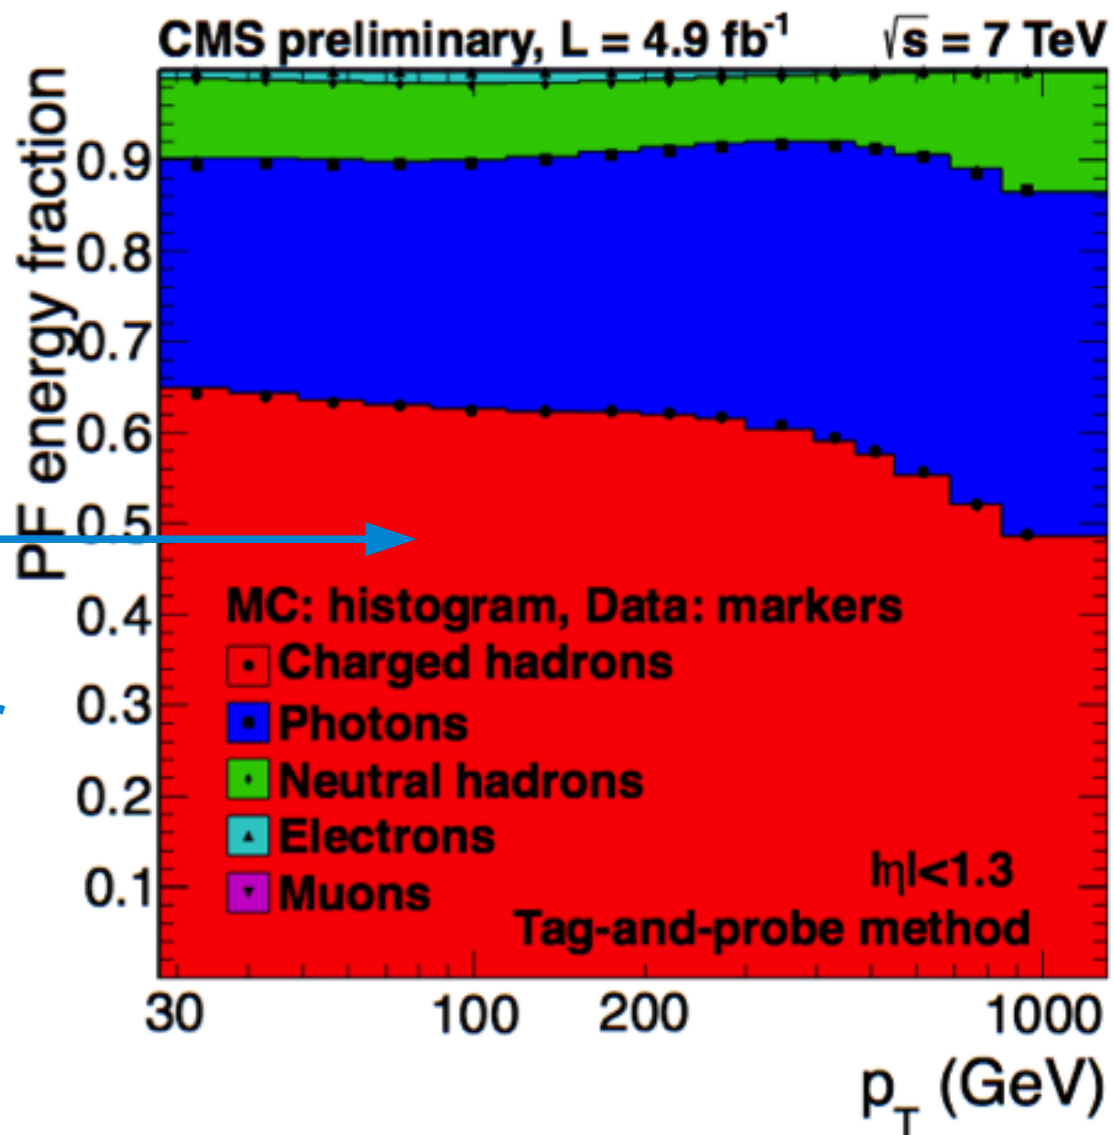 CMS preliminary, L = 4.9 fb⁻¹ √s = 7 TeV
PF energy fraction
0.9
0.8
0.7
0.6
0.5
0.4
0.3
0.2
0.1
MC: histogram, Data: markers
Charged hadrons
Photons
Neutral hadrons
Electrons
Muons
|η|<1.3
Tag-and-probe method
30 100 200 1000
p_T (GeV)